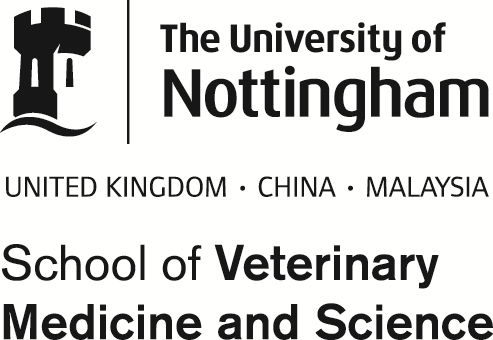 The University of
Nottingham
UNITED KINGDOM · CHINA · MALAYSIA
School of Veterinary
Medicine and Science